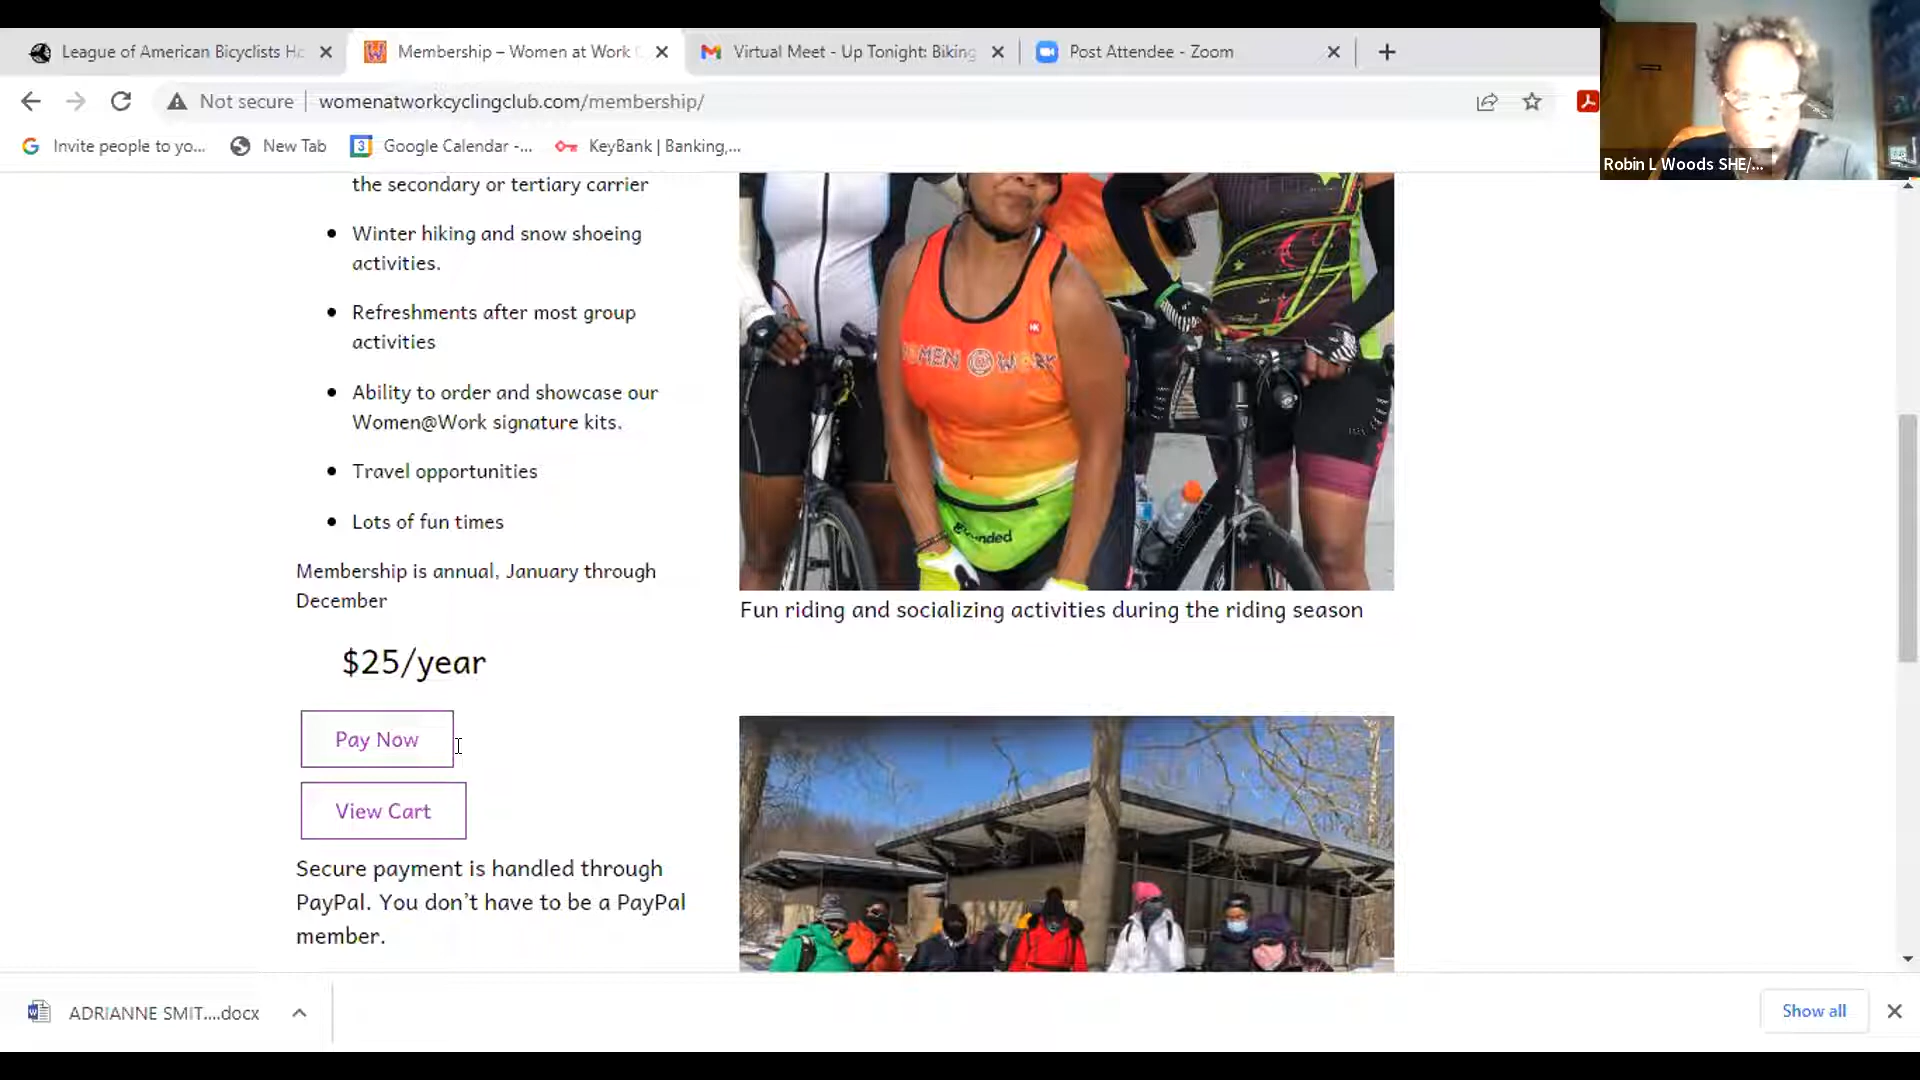 League of American Bicyclists Ho
Membership – Women at Work C
Virtual Meet - Up Tonight: Biking
Post Attendee - Zoom
Not secure
womenatworkcyclingclub.com/membership/
Invite people to yo...
New Tab
Google Calendar -...
KeyBank | Banking,...
Robin L Woods SHE/...
the secondary or tertiary carrier
Winter hiking and snow shoeing
activities.
Refreshments after most group
activities
Ability to order and showcase our
Women@Work signature kits.
Travel opportunities
Lots of fun times
Membership is annual, January through
December
$25/year
Pay Now
View Cart
Secure payment is handled through
PayPal. You don't have to be a PayPal
member.
WOMEN @ WORK
Fun riding and socializing activities during the riding season
ADRIANNE SMIT....docx
Show all